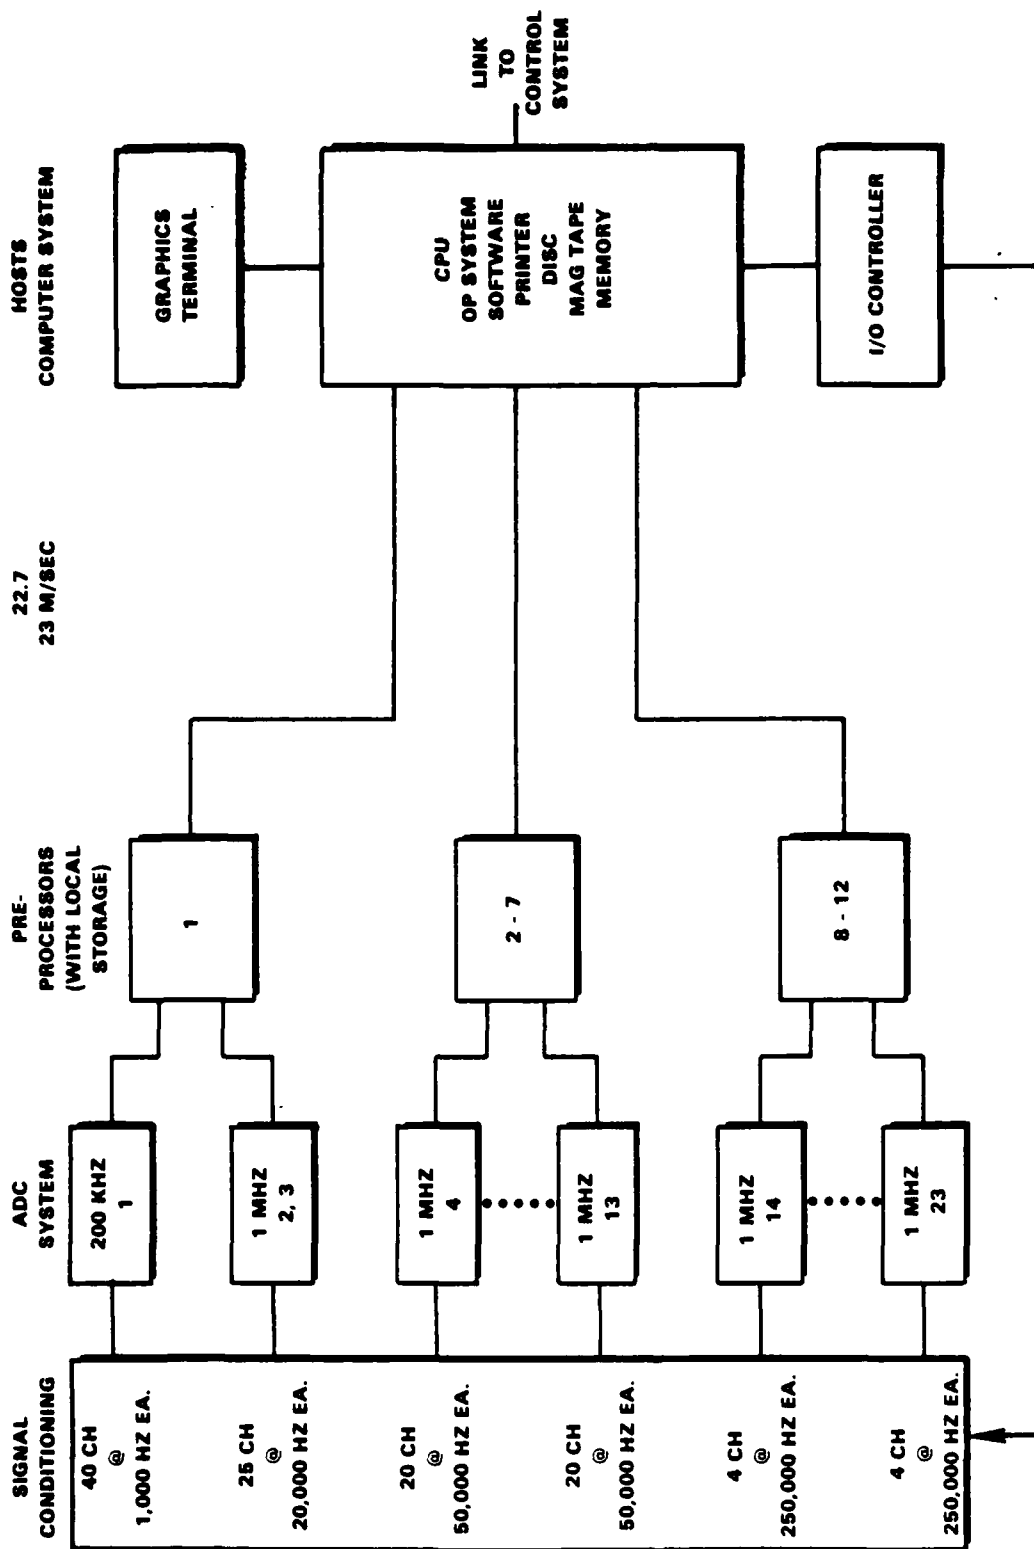 SIGNAL
CONDITIONING
ADC
SYSTEM
PRE-
PROCESSORS
(WITH LOCAL
STORAGE)
22.7
23 M/SEC
HOSTS
COMPUTER SYSTEM
40 CH
@
1,000 HZ EA.
200 KHZ
1
1
GRAPHICS
TERMINAL
25 CH
@
20,000 HZ EA.
1 MHZ
2, 3
20 CH
@
50,000 HZ EA.
1 MHZ
4
2 - 7
CPU
OP SYSTEM
SOFTWARE
PRINTER
DISC
MAG TAPE
MEMORY
LINK
TO
CONTROL
SYSTEM
20 CH
@
50,000 HZ EA.
1 MHZ
13
4 CH
@
250,000 HZ EA.
1 MHZ
14
8 - 12
I/O CONTROLLER
4 CH
@
250,000 HZ EA.
1 MHZ
23